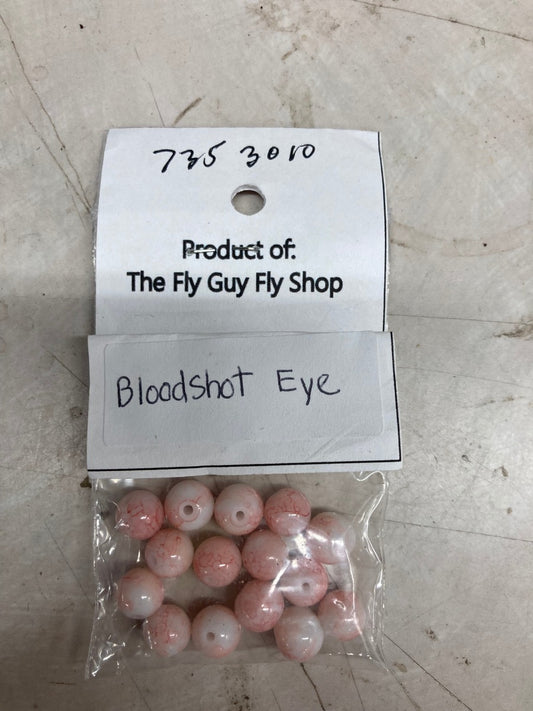 735 3010
Product of:
The Fly Guy Fly Shop
Bloodshot Eye